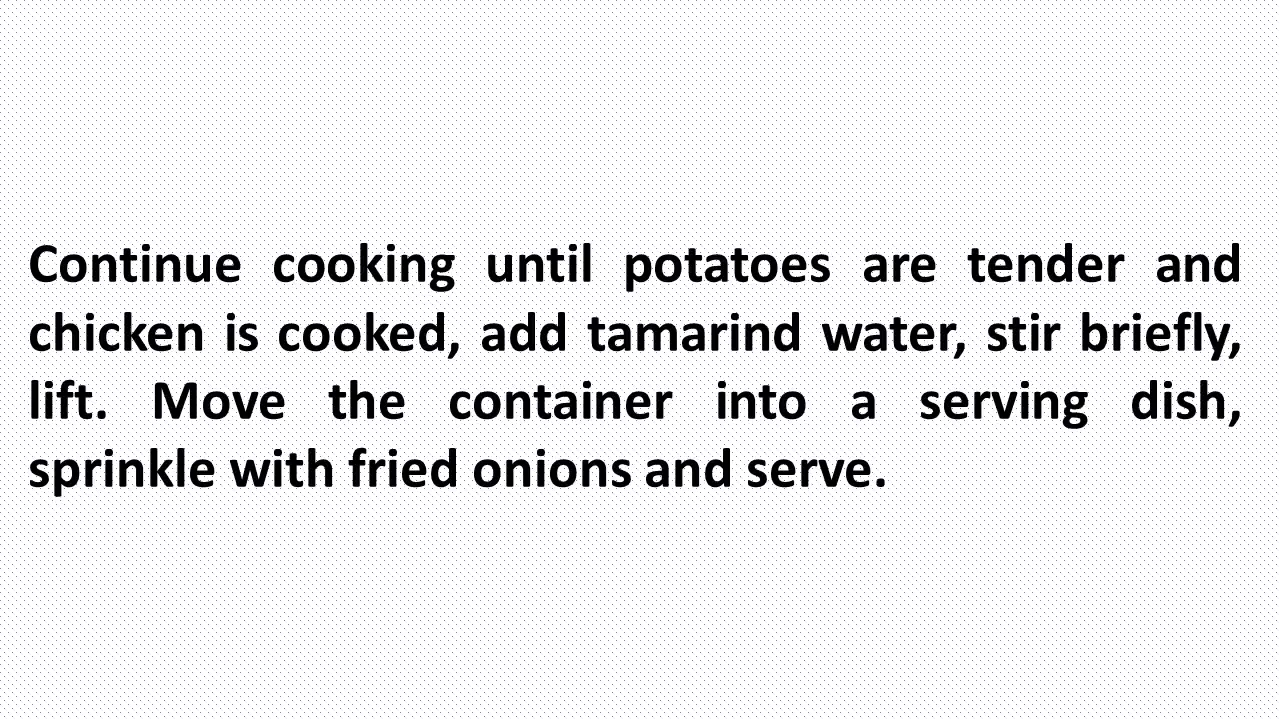 Continue cooking until potatoes are tender and
chicken is cooked, add tamarind water, stir briefly,
lift. Move the container into a serving dish,
sprinkle with fried onions and serve.